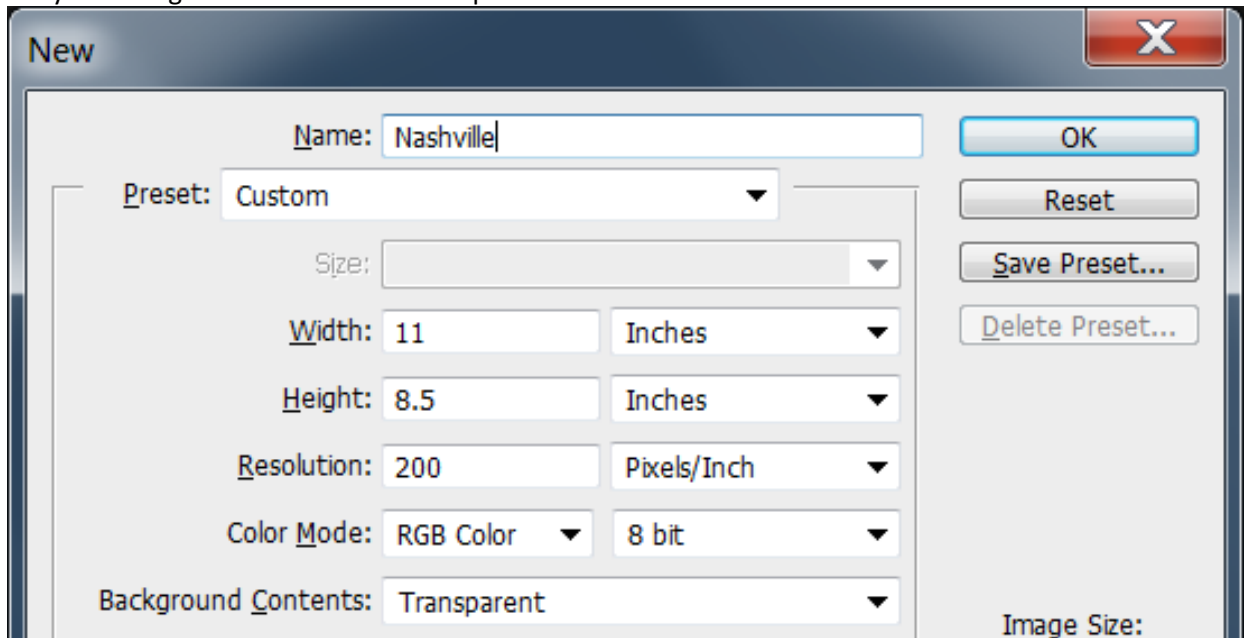 New
Name: Nashville OK
Preset: Custom Reset
Size: Save Preset...
Width: 11 Inches Delete Preset...
Height: 8.5 Inches
Resolution: 200 Pixels/Inch
Color Mode: RGB Color 8 bit
Background Contents: Transparent
Image Size: